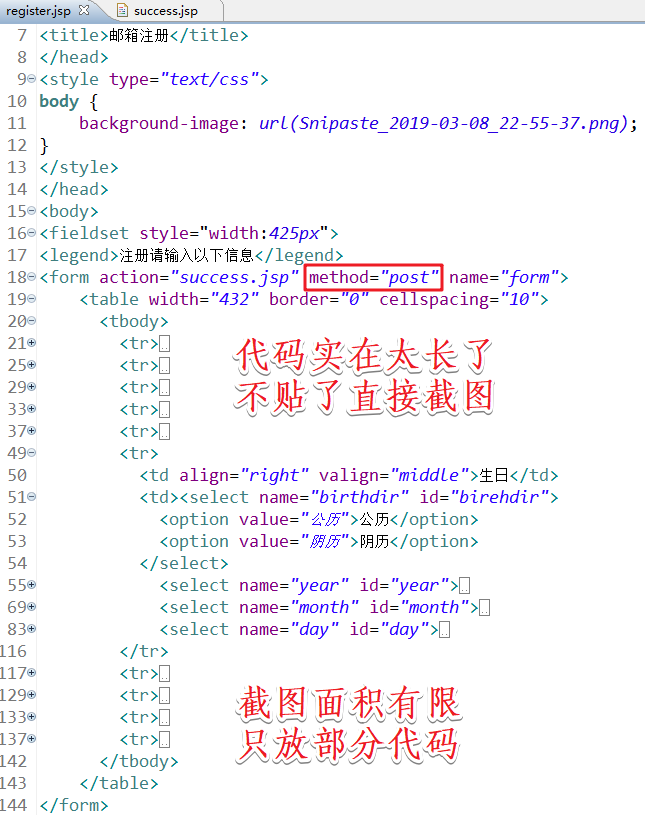 register.jsp success.jsp
7 <title>邮箱注册</title>
8 </head>
9 <style type="text/css">
10 body {
11 background-image: url(Snipaste_2019-03-08_22-55-37.png);
12 }
13 </style>
14 </head>
15 <body>
16 <fieldset style="width:425px">
17 <legend>注册请输入以下信息</legend>
18 <form action="success.jsp" method="post" name="form">
19 <table width="432" border="0" cellspacing="10">
20 <tbody>
21 <tr>
25 <tr>
29 <tr>
33 <tr>
37 <tr>
代码实在太长了
不贴了直接截图
49 <tr>
50 <td align="right" valign="middle">生日</td>
51 <td><select name="birthdir" id="birehdir">
52 <option value="公历">公历</option>
53 <option value="阴历">阴历</option>
54 </select>
55 <select name="year" id="year">
69 <select name="month" id="month">
83 <select name="day" id="day">
116 </tr>
117 <tr>
129 <tr>
133 <tr>
137 <tr>
截图面积有限
只放部分代码
142 </tbody>
143 </table>
144 </form>